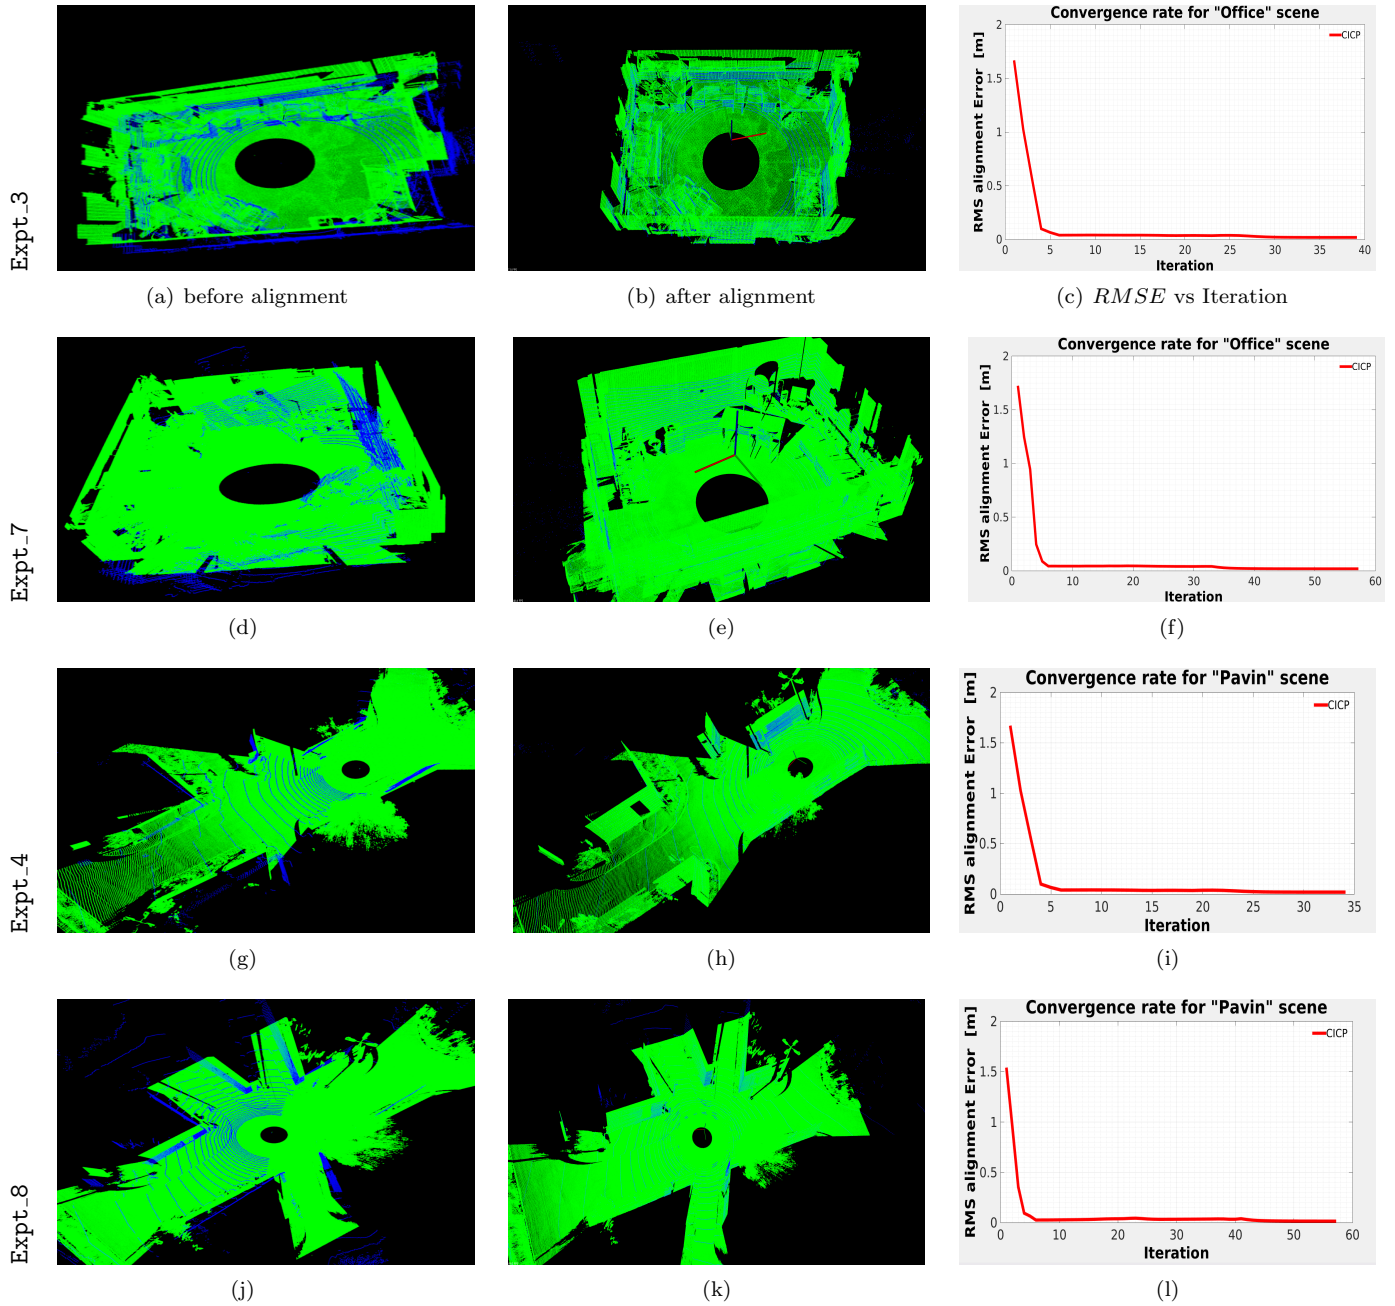 Expt_3
(a) before alignment
(b) after alignment
Convergence rate for "Office" scene
CICP
RMS alignment Error [m]
2
1.5
1
0.5
0
0 5 10 15 20 25 30 35 40
Iteration
(c) RMSE vs Iteration
Expt_7
(d)
(e)
Convergence rate for "Office" scene
CICP
RMS alignment Error [m]
2
1.5
1
0.5
0
0 10 20 30 40 50 60
Iteration
(f)
Expt_4
(g)
(h)
Convergence rate for "Pavin" scene
CICP
RMS alignment Error [m]
2
1.5
1
0.5
0
0 5 10 15 20 25 30 35
Iteration
(i)
Expt_8
(j)
(k)
Convergence rate for "Pavin" scene
CICP
RMS alignment Error [m]
2
1.5
1
0.5
0
0 10 20 30 40 50 60
Iteration
(l)